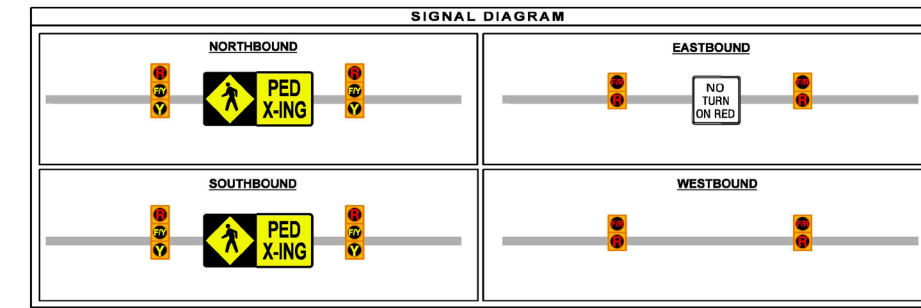 SIGNAL DIAGRAM
NORTHBOUND
R
F/Y
Y
PED
X-ING
R
F/Y
Y
EASTBOUND
F/R
R
NO
TURN
ON RED
F/R
R
SOUTHBOUND
R
F/Y
Y
PED
X-ING
R
F/Y
Y
WESTBOUND
F/R
R
F/R
R